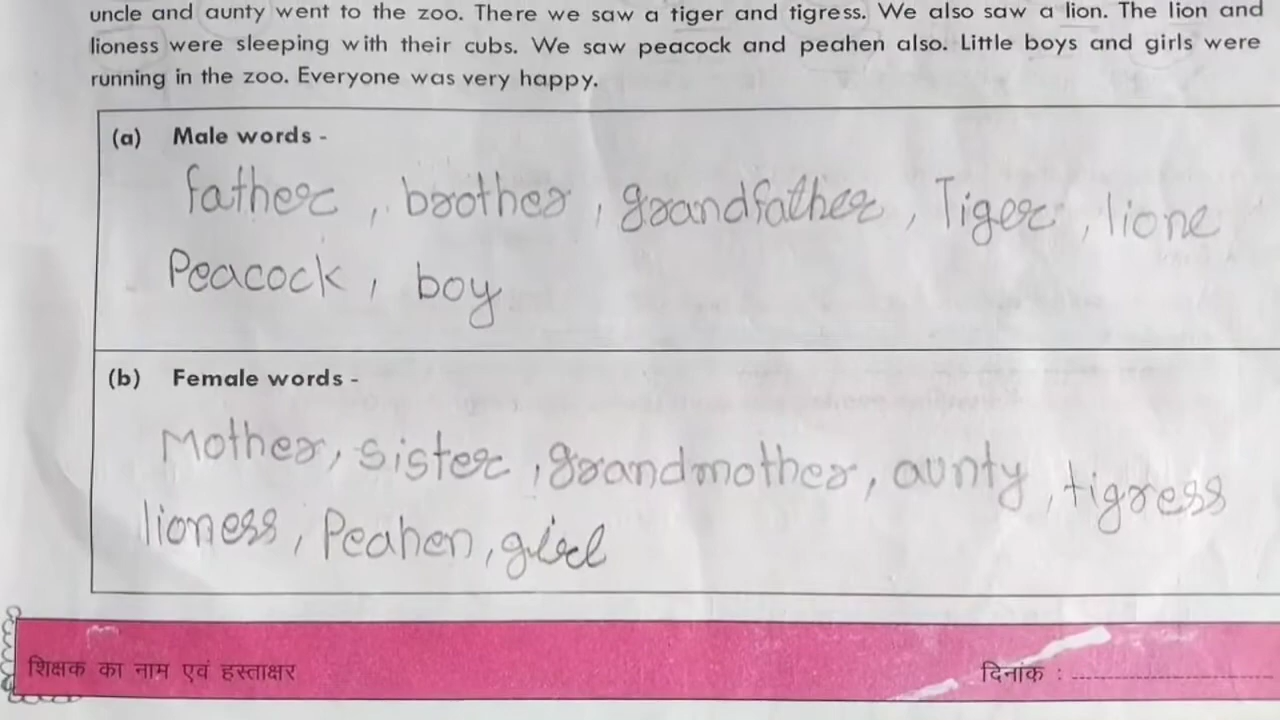 uncle and aunty went to the zoo. There we saw a tiger and tigress. We also saw a lion. The lion and
lioness were sleeping with their cubs. We saw peacock and peahen also. Little boys and girls were
running in the zoo. Everyone was very happy.
(a) Male words -
father, brother, grandfather, Tiger, lione
Peacock, boy
(b) Female words -
Mother, sister, grandmother, aunty, tigress
lioness, Peahen, girl
शिक्षक का नाम एवं हस्ताक्षर दिनांक : ........................